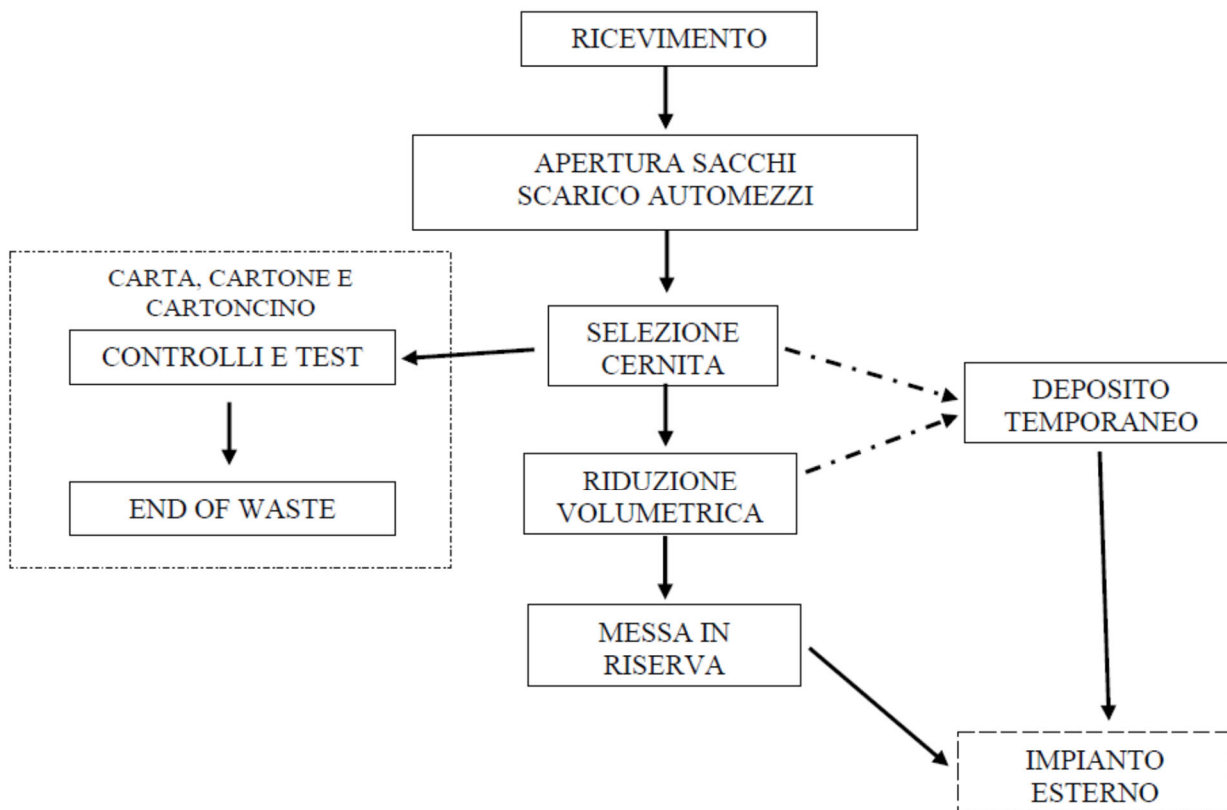 RICEVIMENTO
APERTURA SACCHI
SCARICO AUTOMEZZI
CARTA, CARTONE E
CARTONCINO
CONTROLLI E TEST
END OF WASTE
SELEZIONE
CERNITA
DEPOSITO
TEMPORANEO
RIDUZIONE
VOLUMETRICA
MESSA IN
RISERVA
IMPIANTO
ESTERNO